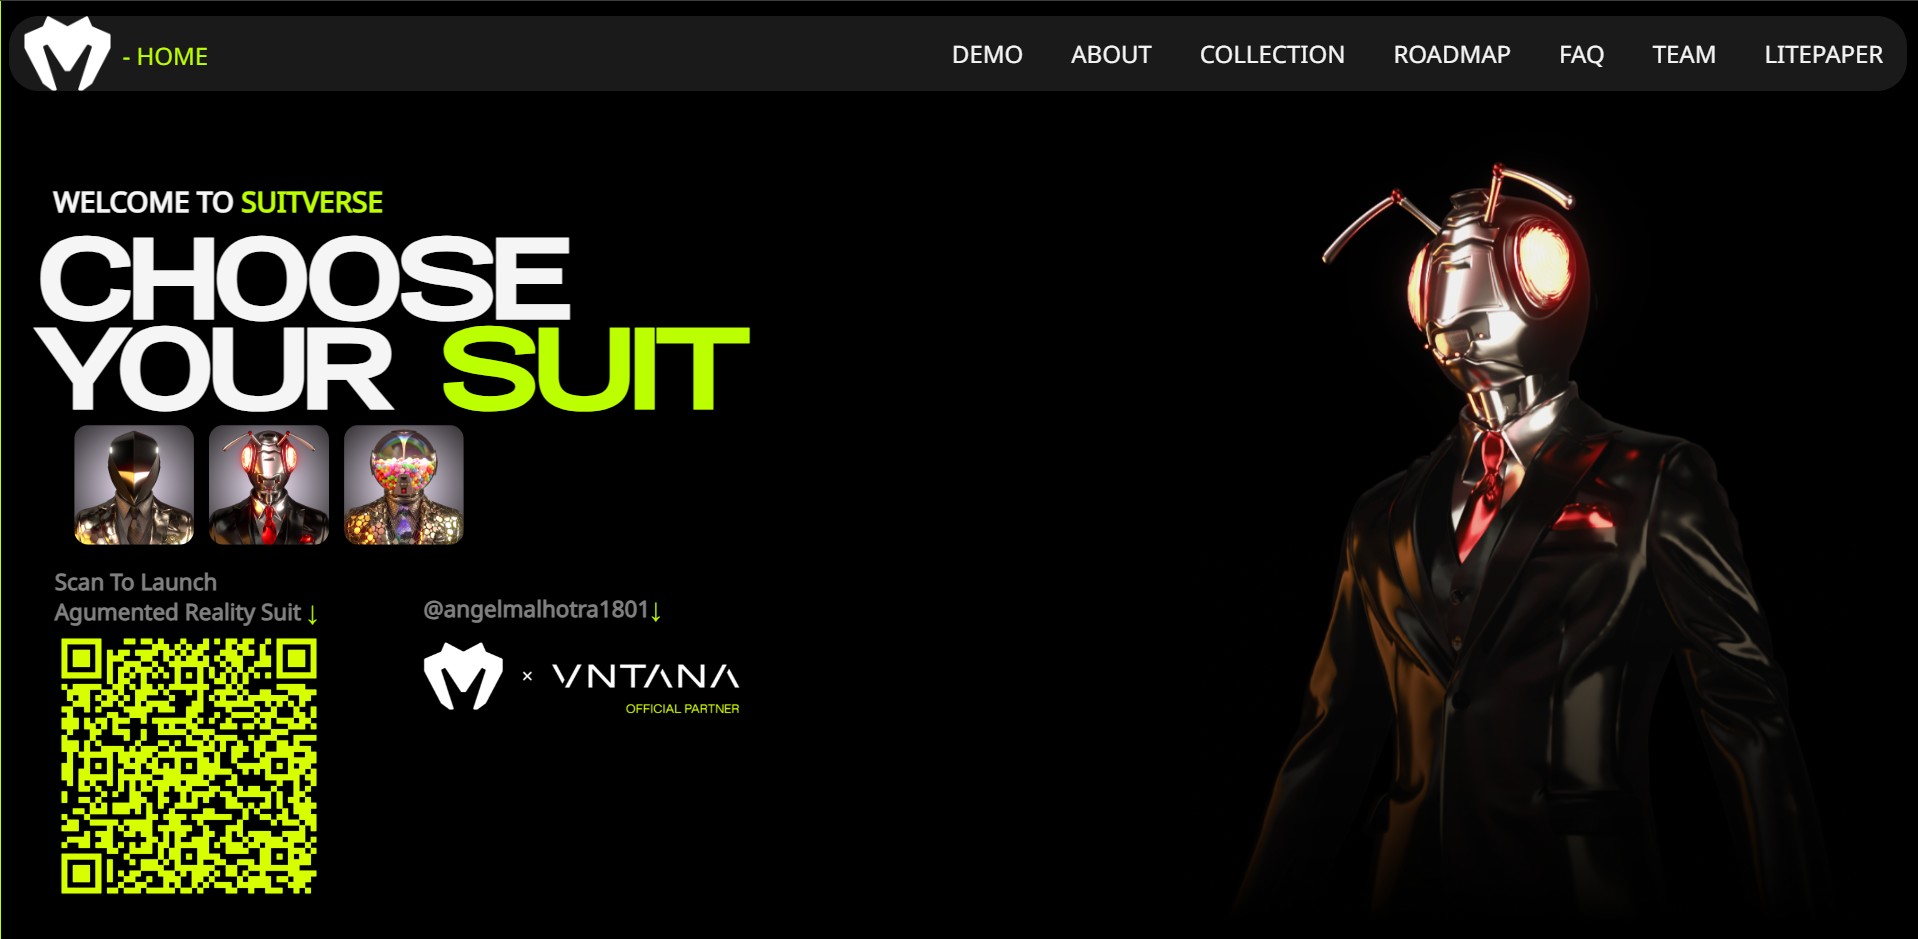 - HOME
DEMO ABOUT COLLECTION ROADMAP FAQ TEAM LITEPAPER
WELCOME TO SUITVERSE
CHOOSE
YOUR SUIT
Scan To Launch
Agumented Reality Suit ↓
@angelmalhotra1801↓
× VNTANA
OFFICIAL PARTNER